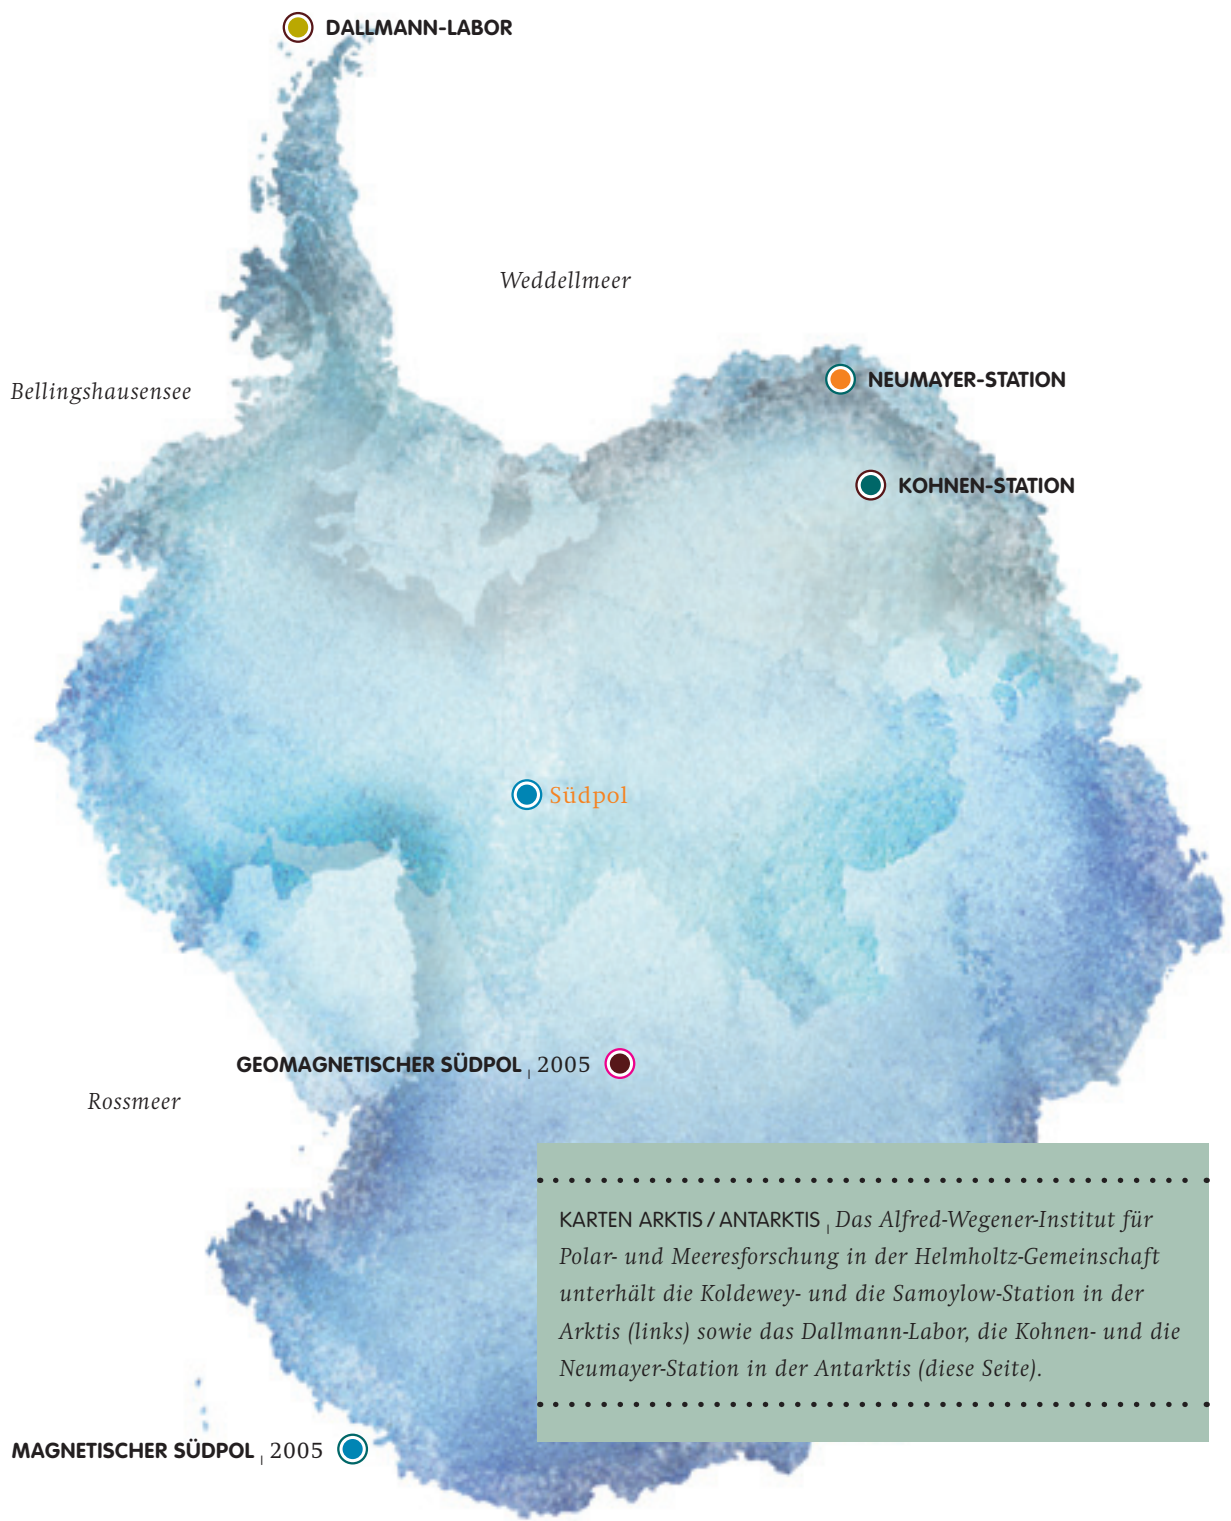 DALLMANN-LABOR
Weddellmeer
NEUMAYER-STATION
Bellingshausensee
KOHNEN-STATION
Südpol
GEOMAGNETISCHER SÜDPOL | 2005
Rossmeer
KARTEN ARKTIS / ANTARKTIS | Das Alfred-Wegener-Institut für
Polar- und Meeresforschung in der Helmholtz-Gemeinschaft
unterhält die Koldewey- und die Samoylow-Station in der
Arktis (links) sowie das Dallmann-Labor, die Kohnen- und die
Neumayer-Station in der Antarktis (diese Seite).
MAGNETISCHER SÜDPOL | 2005